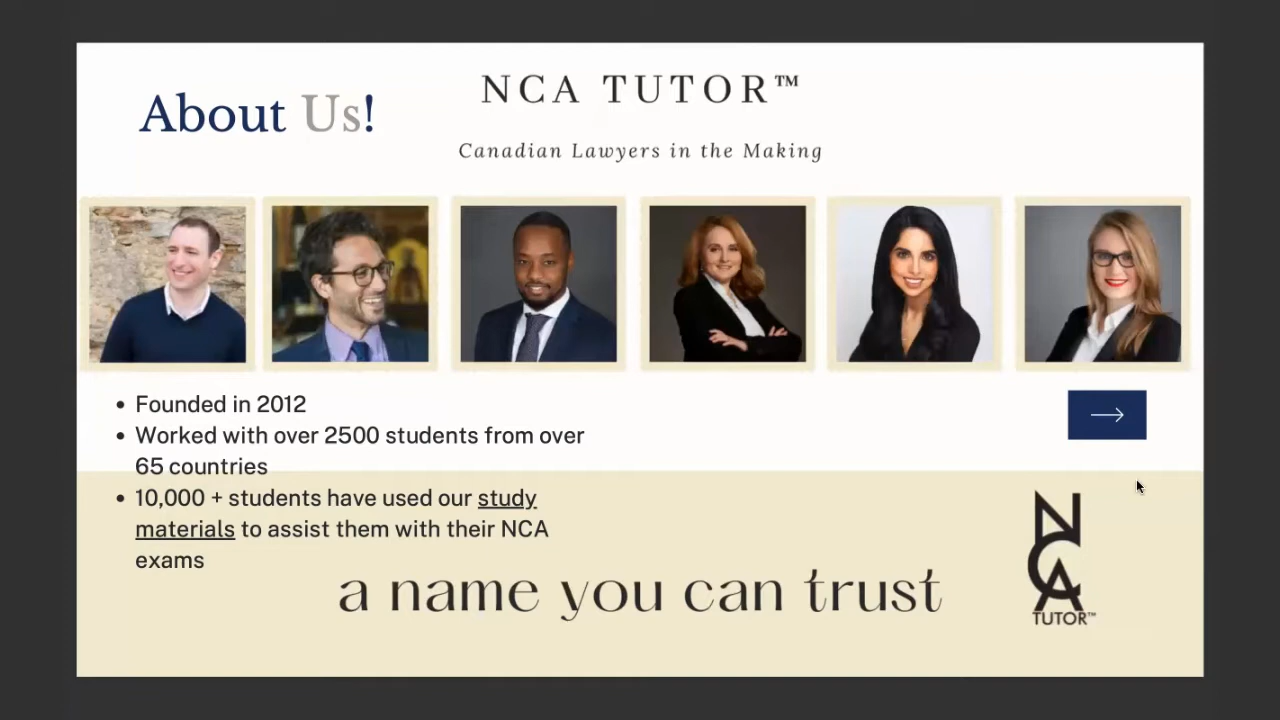 About Us!
NCA TUTOR™
Canadian Lawyers in the Making
• Founded in 2012
• Worked with over 2500 students from over
65 countries
• 10,000 + students have used our study
materials to assist them with their NCA
exams
a name you can trust
NCA
TUTOR™